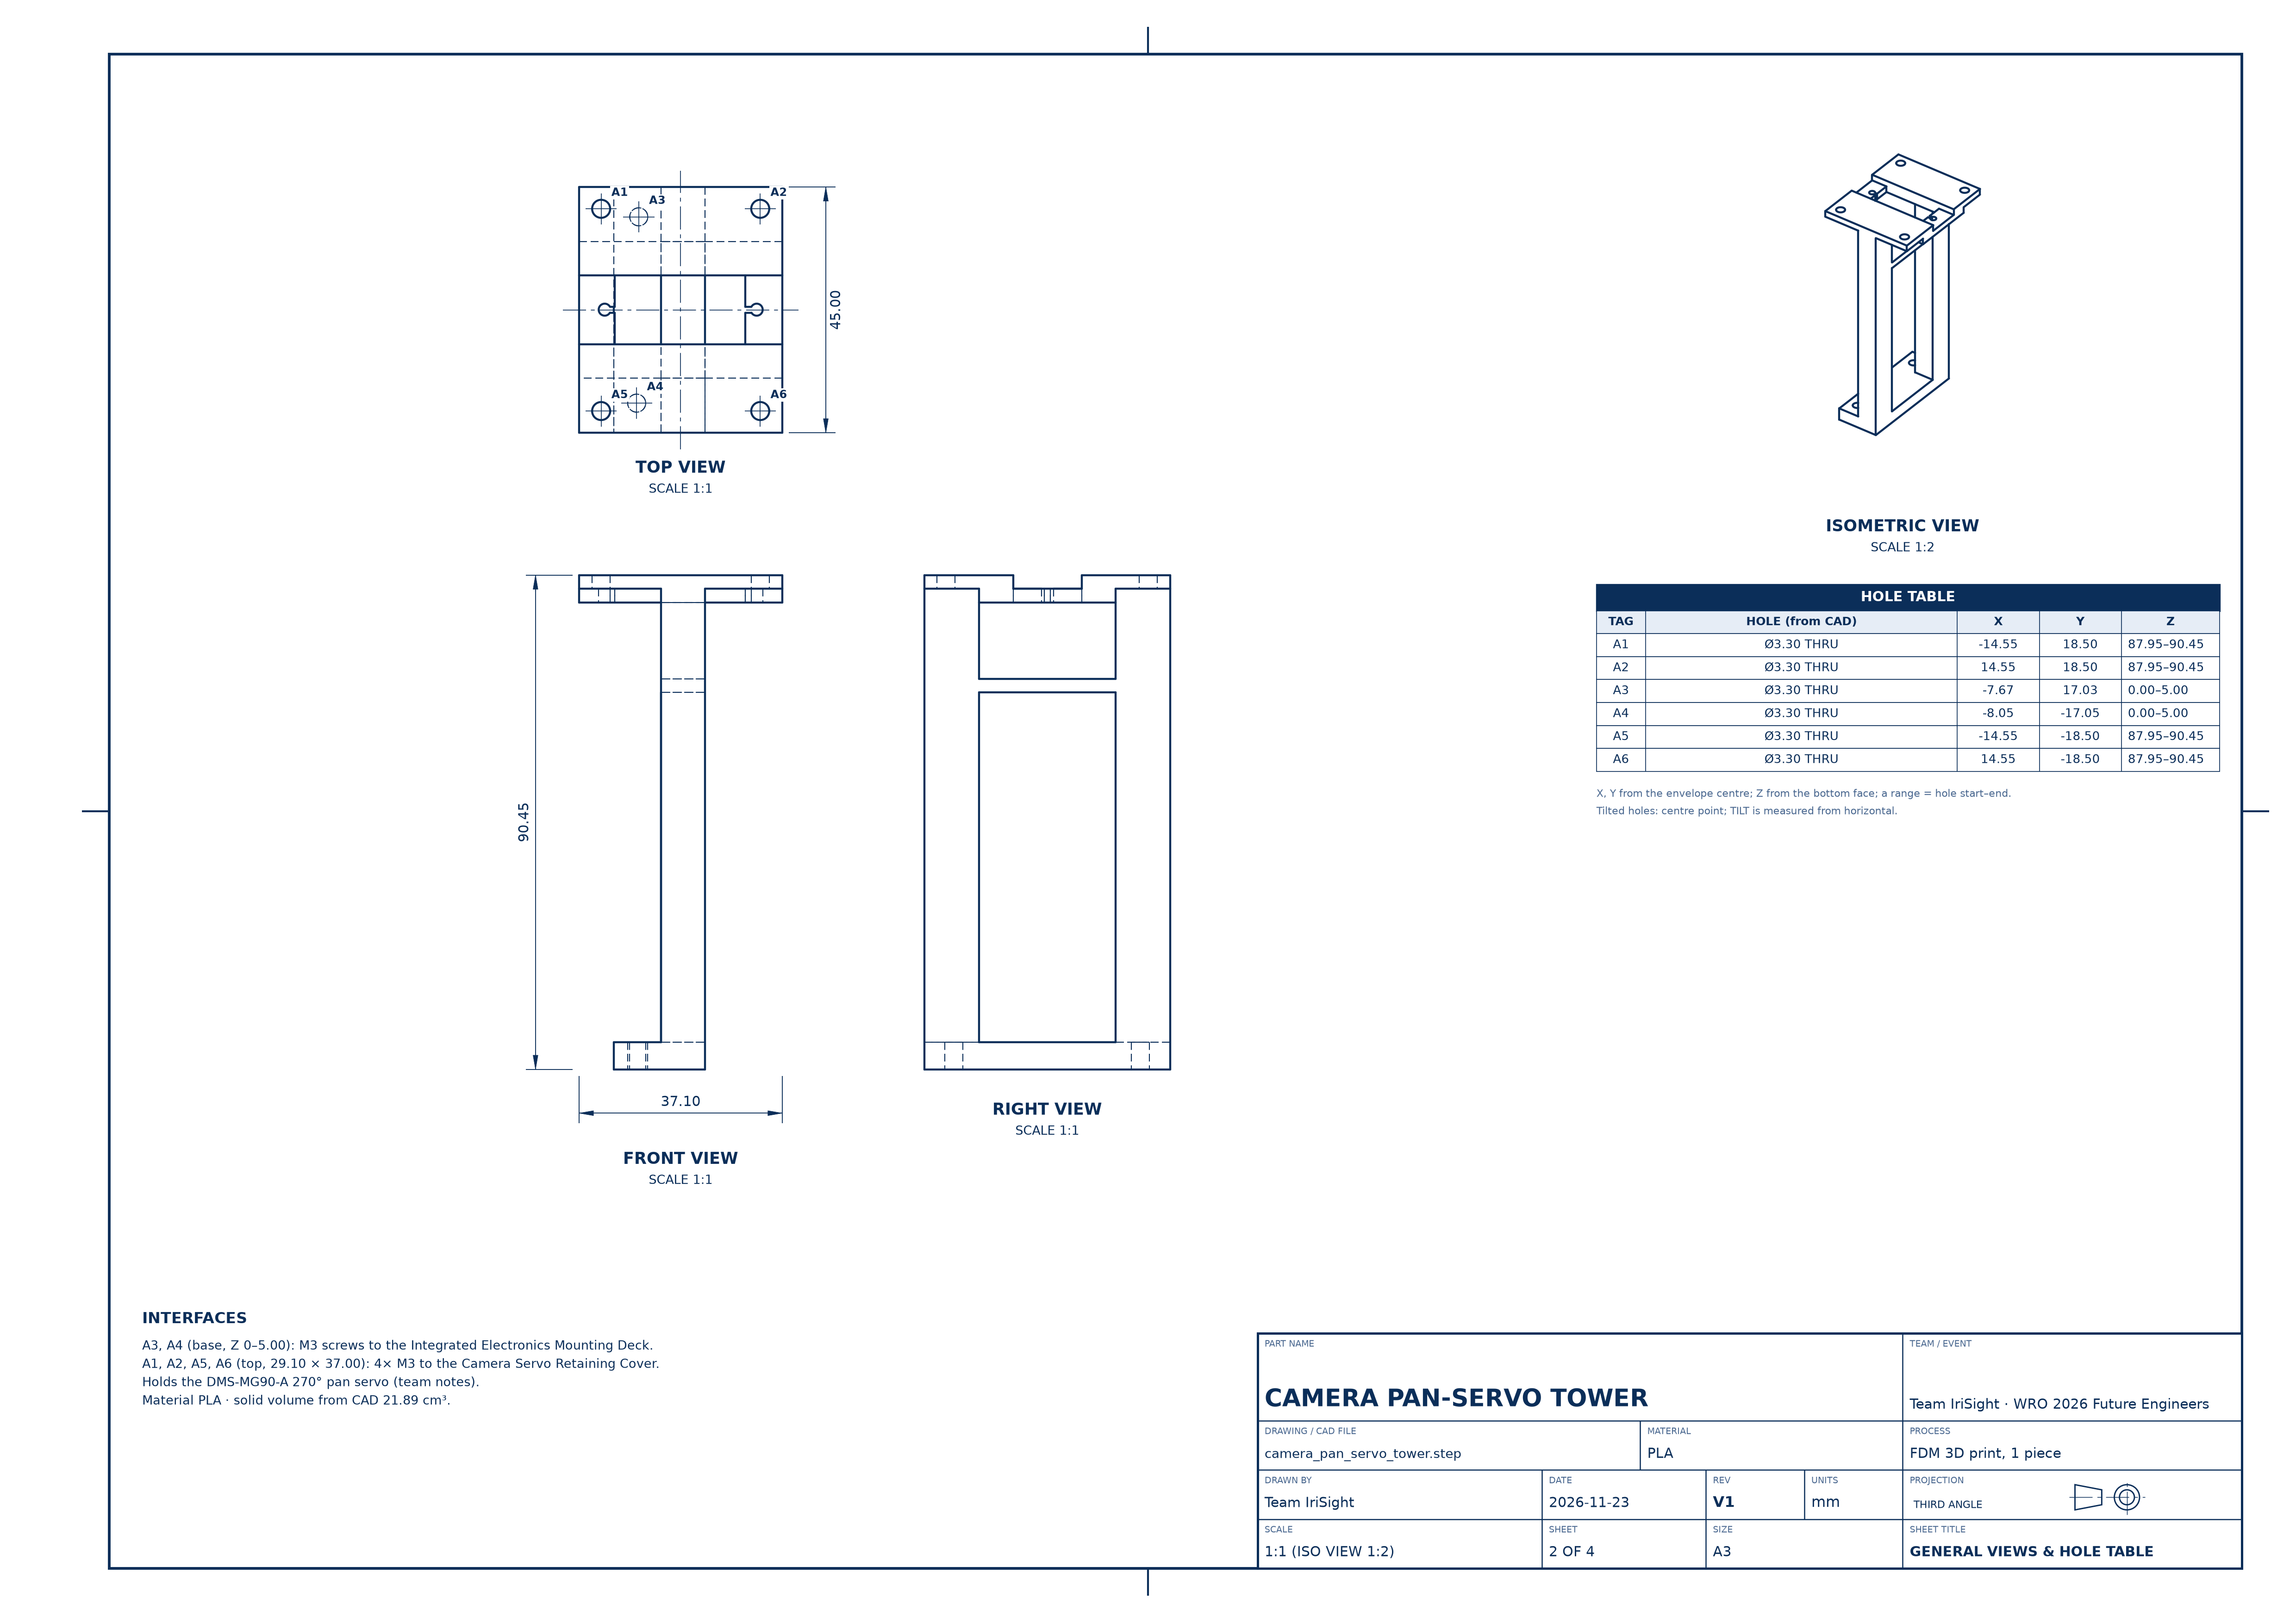 A1
A2
A3
A4
A5
A6
45.00
TOP VIEW
SCALE 1:1
ISOMETRIC VIEW
SCALE 1:2
90.45
37.10
FRONT VIEW
SCALE 1:1
RIGHT VIEW
SCALE 1:1
HOLE TABLE
TAG HOLE (from CAD) X Y Z
A1 Ø3.30 THRU -14.55 18.50 87.95–90.45
A2 Ø3.30 THRU 14.55 18.50 87.95–90.45
A3 Ø3.30 THRU -7.67 17.03 0.00–5.00
A4 Ø3.30 THRU -8.05 -17.05 0.00–5.00
A5 Ø3.30 THRU -14.55 -18.50 87.95–90.45
A6 Ø3.30 THRU 14.55 -18.50 87.95–90.45
X, Y from the envelope centre; Z from the bottom face; a range = hole start–end.
Tilted holes: centre point; TILT is measured from horizontal.
INTERFACES
A3, A4 (base, Z 0–5.00): M3 screws to the Integrated Electronics Mounting Deck.
A1, A2, A5, A6 (top, 29.10 × 37.00): 4× M3 to the Camera Servo Retaining Cover.
Holds the DMS-MG90-A 270° pan servo (team notes).
Material PLA · solid volume from CAD 21.89 cm³.
PART NAME
CAMERA PAN-SERVO TOWER
TEAM / EVENT
Team IriSight · WRO 2026 Future Engineers
DRAWING / CAD FILE
camera_pan_servo_tower.step
MATERIAL
PLA
PROCESS
FDM 3D print, 1 piece
DRAWN BY
Team IriSight
DATE
2026-11-23
REV
V1
UNITS
mm
PROJECTION
THIRD ANGLE
SCALE
1:1 (ISO VIEW 1:2)
SHEET
2 OF 4
SIZE
A3
SHEET TITLE
GENERAL VIEWS & HOLE TABLE